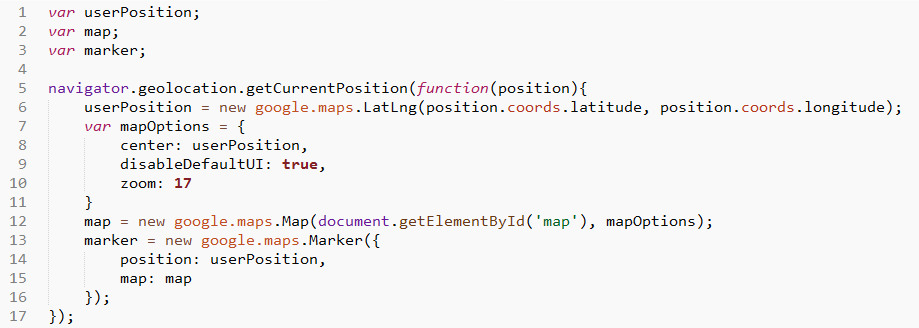 1 var userPosition;
2 var map;
3 var marker;
4
5 navigator.geolocation.getCurrentPosition(function(position){
6     userPosition = new google.maps.LatLng(position.coords.latitude, position.coords.longitude);
7     var mapOptions = {
8         center: userPosition,
9         disableDefaultUI: true,
10         zoom: 17
11     }
12     map = new google.maps.Map(document.getElementById('map'), mapOptions);
13     marker = new google.maps.Marker({
14         position: userPosition,
15         map: map
16     });
17 });